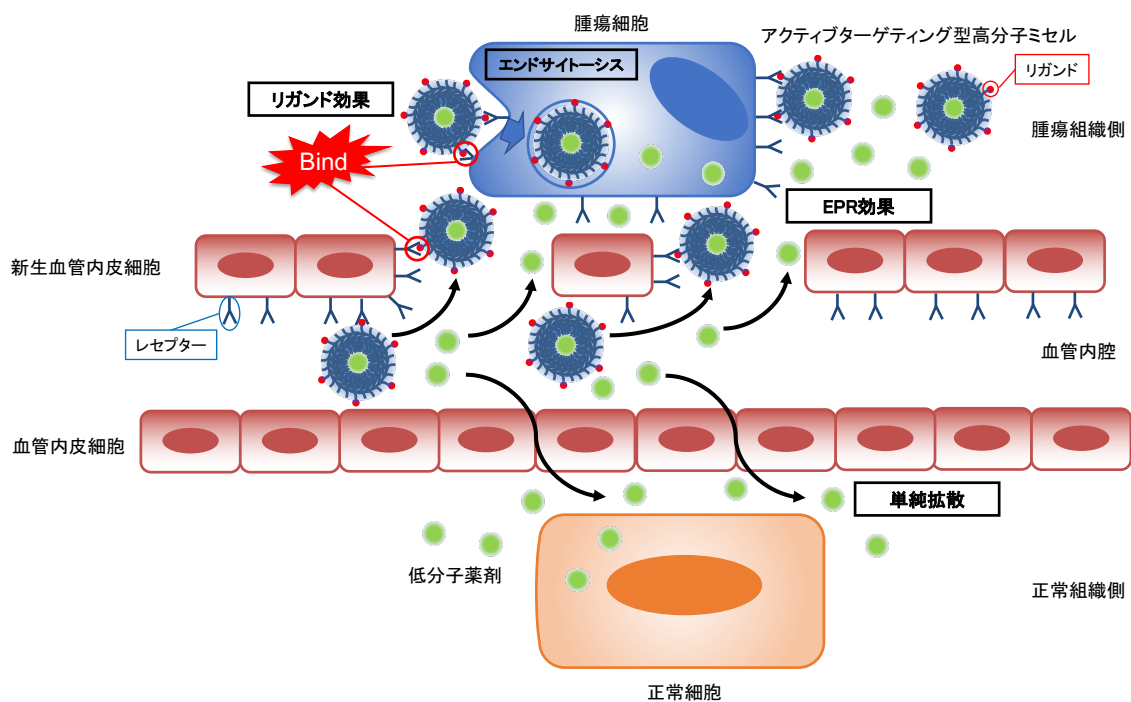 腫瘍細胞
アクティブターゲティング型高分子ミセル
エンドサイトーシス
リガンド
リガンド効果
腫瘍組織側
Bind
EPR効果
新生血管内皮細胞
レセプター
血管内腔
血管内皮細胞
単純拡散
低分子薬剤
正常組織側
正常細胞